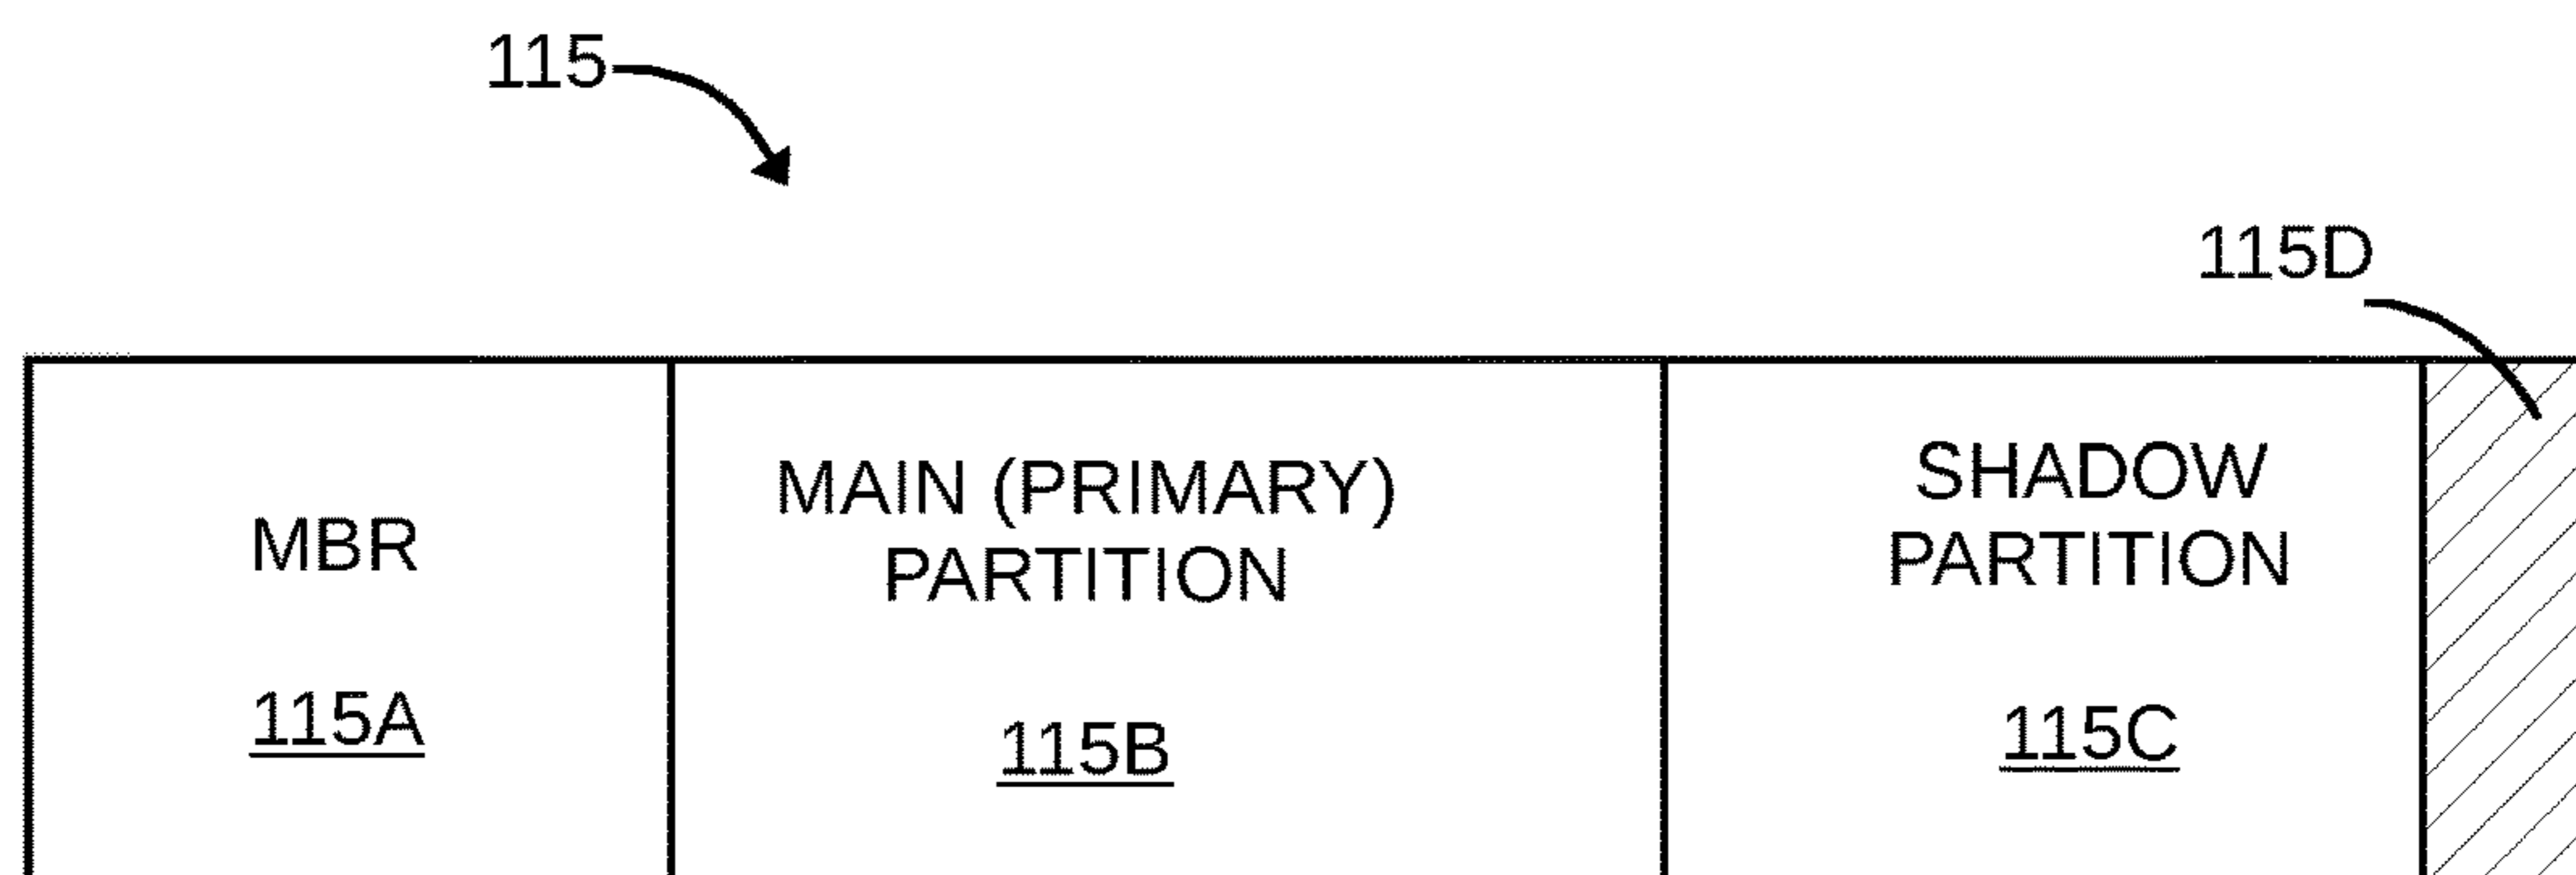 115
115D
MBR
115A
MAIN (PRIMARY)
PARTITION
115B
SHADOW
PARTITION
115C